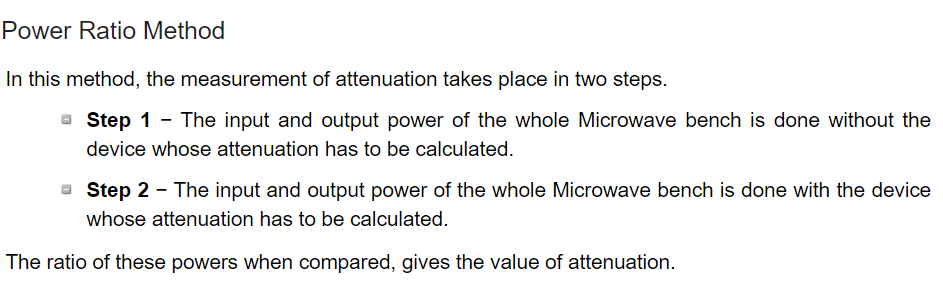 Power Ratio Method
In this method, the measurement of attenuation takes place in two steps.
Step 1 – The input and output power of the whole Microwave bench is done without the
device whose attenuation has to be calculated.
Step 2 – The input and output power of the whole Microwave bench is done with the device
whose attenuation has to be calculated.
The ratio of these powers when compared, gives the value of attenuation.